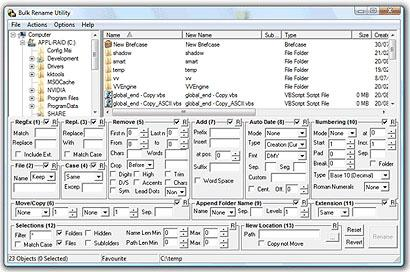 Bulk Rename Utility
File Actions Options Help
Computer
APPL-RAID (C:)
Config.Msi
Development
Drivers
kktools
MSOCache
NVIDIA
Program Files
ProgramData
SHARE
Name New Name Sub... Type Size Create
New Briefcase New Briefcase Briefcase
shadow shadow File Folder
smart smart File Folder
temp temp File Folder
vv vv File Folder
VVEngine VVEngine File Folder
global_end - Copy.vbs global_end - Copy.vbs VBScript Script File 0 MB
global_end - Copy_ASCII.vbs global_end - Copy_ASCII.vbs VBScript Script File 0 MB
RegEx (1) R
Match
Replace
Include Ext.
Repl. (3) R
Replace
With
Match Case
Remove (5) R
First n 0 Last n 0
From 0 to 0
Chars Words
Crop Before
Digits High Trim
D/S Accents Chars
Sym. Lead Dots Non
Add (7) R
Prefix
Insert
at pos. 0
Suffix
Word Space
Auto Date (8) R
Mode None
Type Creation (Cur
Fmt DMY
Sep. Seg.
Custom
Cent. Off. 0
Numbering (10) R
Mode None at 0
Start 1 Incr. 1
Pad 0 Sep.
Break 0 Folder
Type Base 10 (Decimal)
Roman Numerals None
File (2) R
Name Keep
Case (4) R
Same
Excep.
Move/Copy (6) R
None 1 None 1 Sep.
Append Folder Name (9) R
Name None Sep. Levels 1
Extension (11) R
Same
Selections (12) R
Filter * Folders Hidden Name Len Min 0 Max 0
Match Case Files Subfolders Path Len Min 0 Max 0
New Location (13) R
Path
Copy not Move
Reset
Revert
Rename
23 Objects (0 Selected) Favourite C:\temp